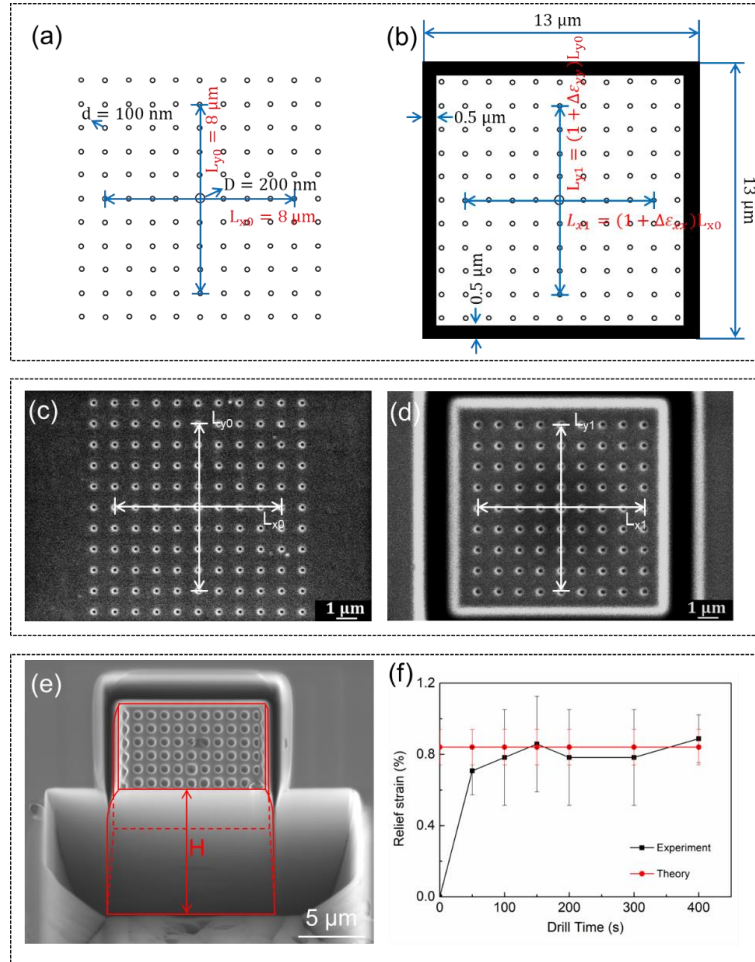 (a)
d = 100 nm
L_y0 = 8 μm
D = 200 nm
L_x0 = 8 μm
(b)
13 μm
0.5 μm
L_y1 = (1 + Δε_yy)L_y0
L_x1 = (1 + Δε_xx)L_x0
0.5 μm
13 μm
(c)
L_y0
L_x0
1 μm
(d)
L_y1
L_x1
1 μm
(e)
H
5 μm
(f)
1.2
0.8
0.4
0.0
Relief strain (%)
Experiment
Theory
0 100 200 300 400
Drill Time (s)